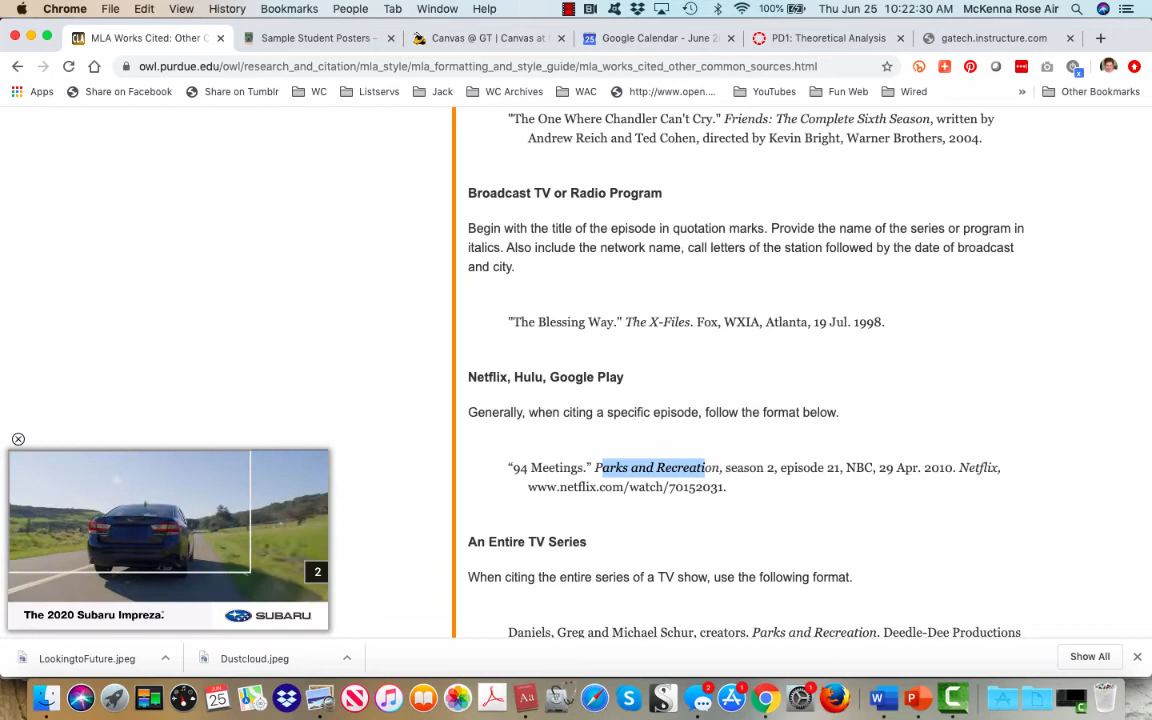 Chrome File Edit View History Bookmarks People Tab Window Help 100% Thu Jun 25 10:22:30 AM McKenna Rose Air
MLA Works Cited: Other C Sample Student Posters – Canvas @ GT | Canvas at Google Calendar - June 2 PD1: Theoretical Analysis gatech.instructure.com
owl.purdue.edu/owl/research_and_citation/mla_style/mla_formatting_and_style_guide/mla_works_cited_other_common_sources.html
Apps Share on Facebook Share on Tumblr WC Listservs Jack WC Archives WAC http://www.open.... YouTubes Fun Web Wired » Other Bookmarks
"The One Where Chandler Can't Cry." Friends: The Complete Sixth Season, written by
Andrew Reich and Ted Cohen, directed by Kevin Bright, Warner Brothers, 2004.
Broadcast TV or Radio Program
Begin with the title of the episode in quotation marks. Provide the name of the series or program in
italics. Also include the network name, call letters of the station followed by the date of broadcast
and city.
"The Blessing Way." The X-Files. Fox, WXIA, Atlanta, 19 Jul. 1998.
Netflix, Hulu, Google Play
Generally, when citing a specific episode, follow the format below.
“94 Meetings.” Parks and Recreation, season 2, episode 21, NBC, 29 Apr. 2010. Netflix,
www.netflix.com/watch/70152031.
An Entire TV Series
When citing the entire series of a TV show, use the following format.
Daniels, Greg and Michael Schur, creators. Parks and Recreation. Deedle-Dee Productions
2
The 2020 Subaru Impreza. SUBARU
LookingtoFuture.jpeg Dustcloud.jpeg Show All